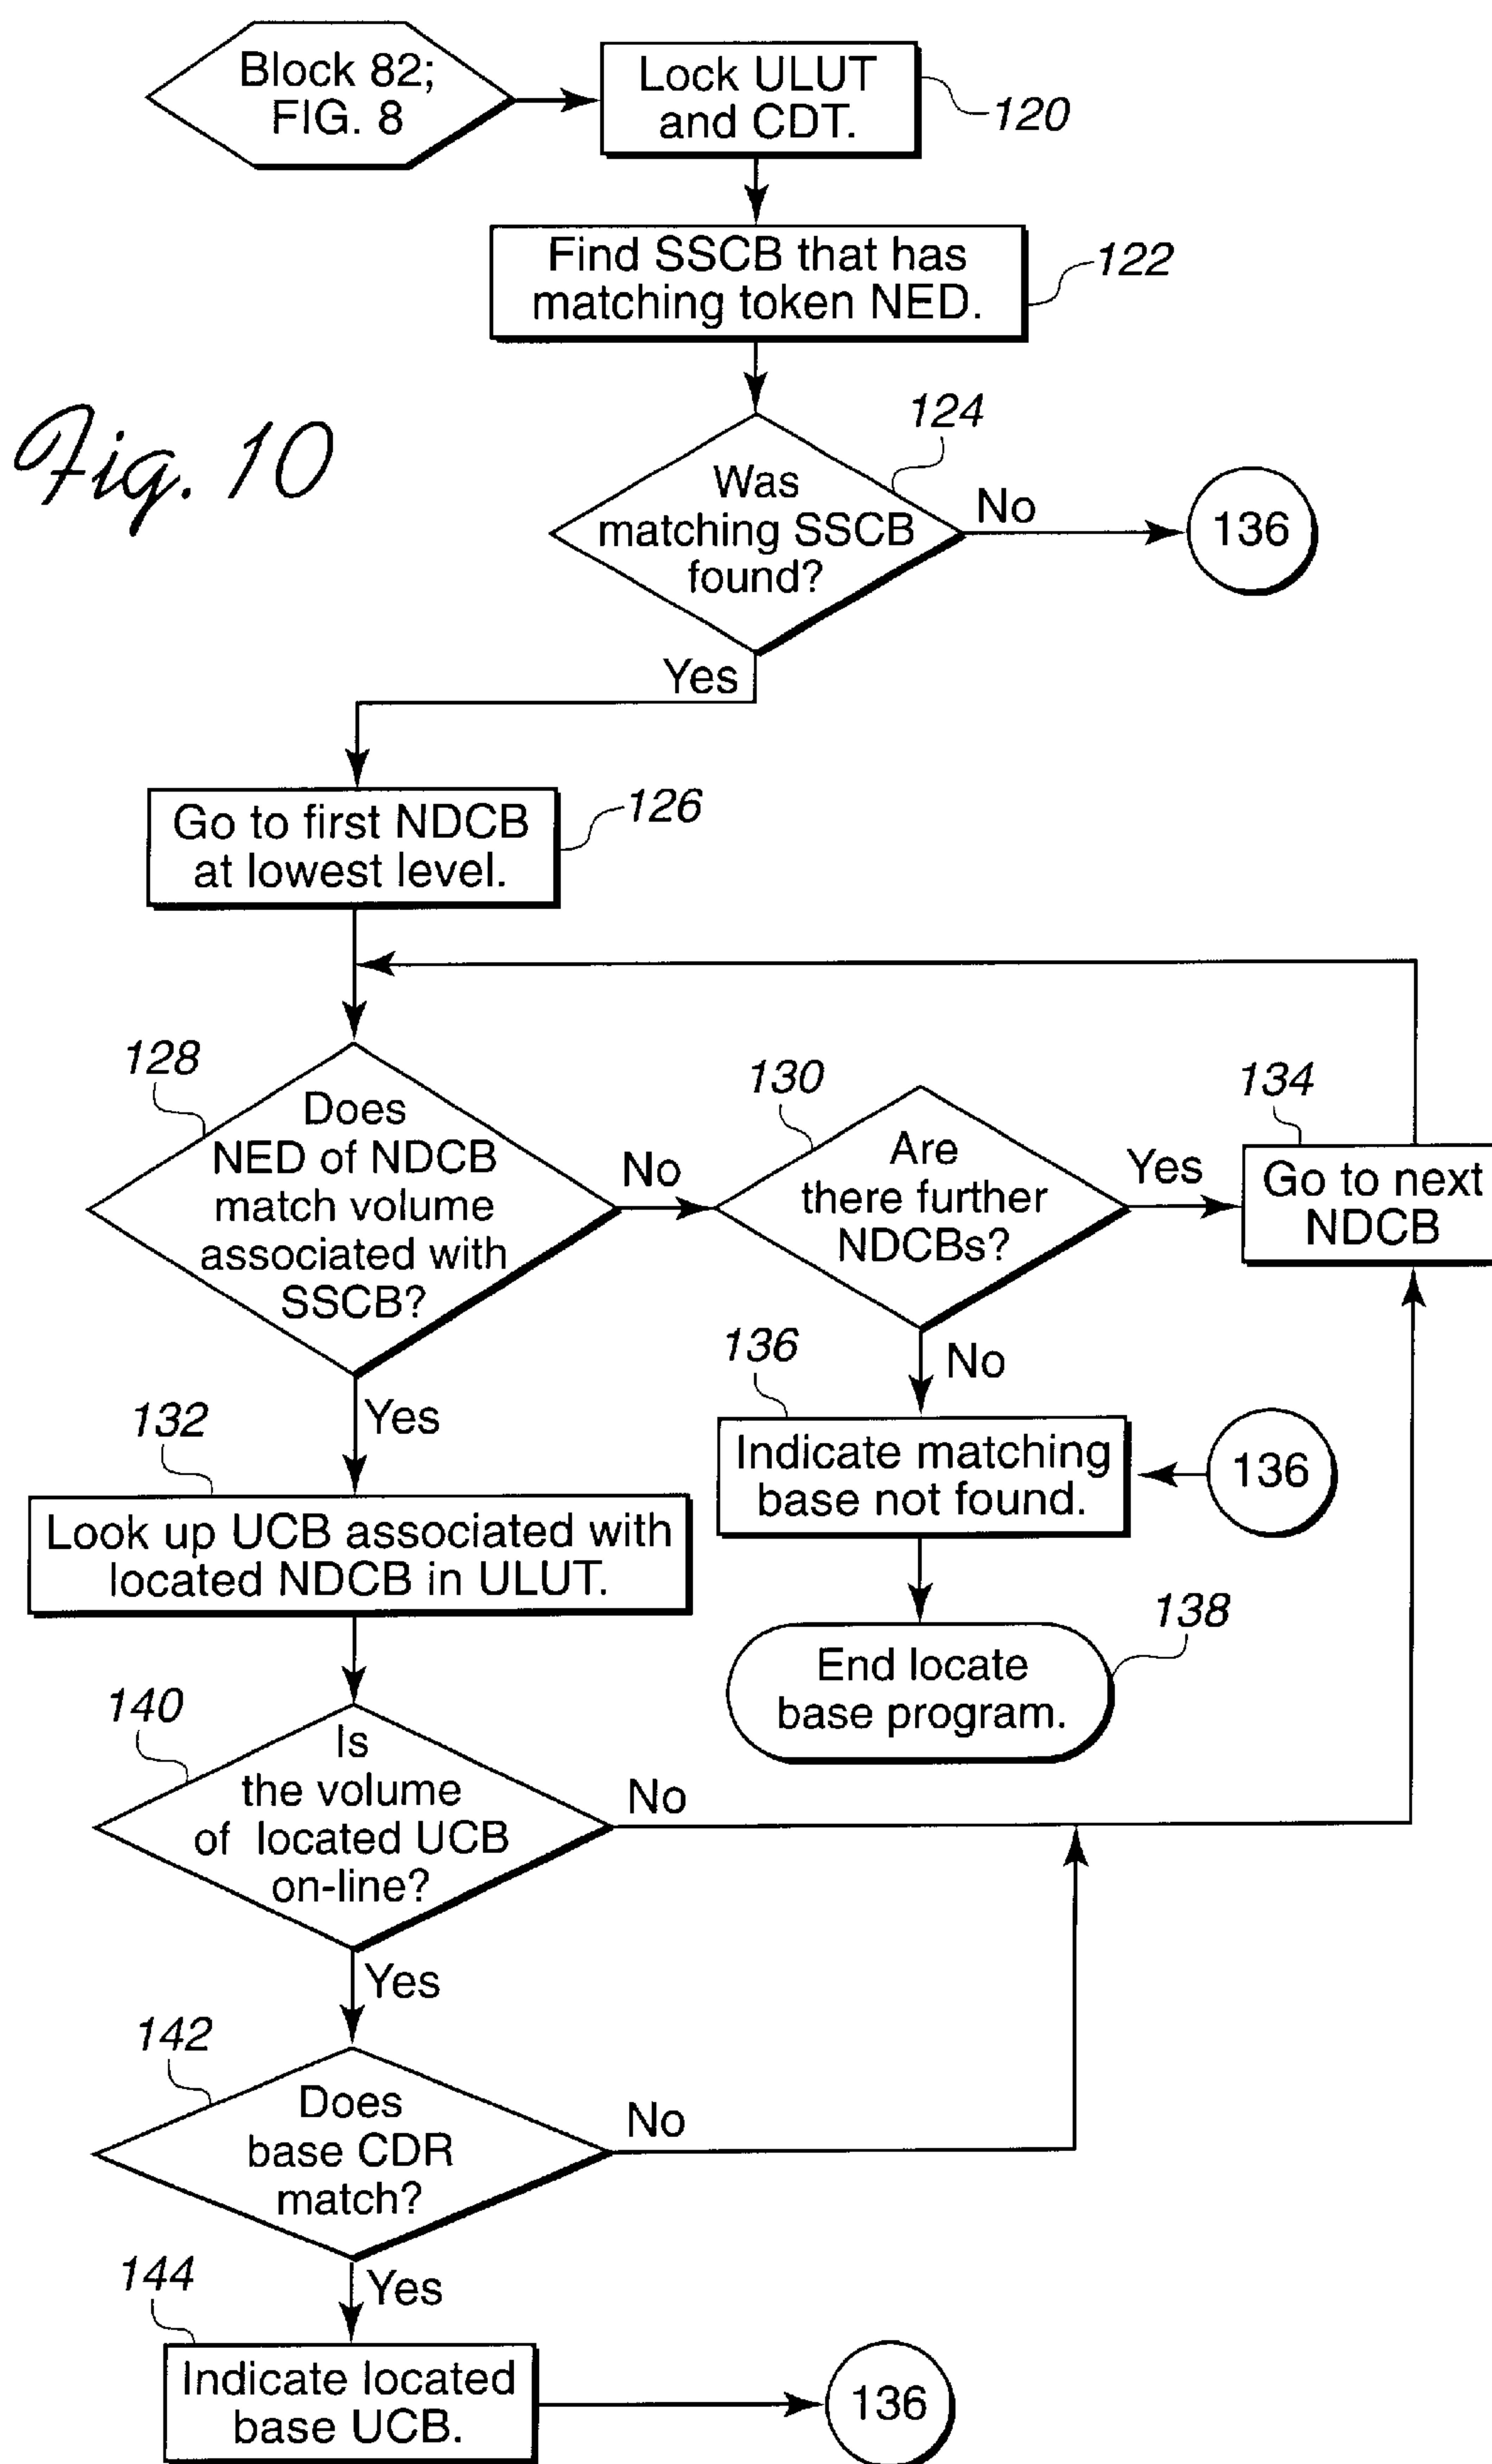 Block 82;
FIG. 8
Lock ULUT
and CDT.
120
Find SSCB that has
matching token NED.
122
Fig. 10
124
Was
matching SSCB
found?
No
136
Yes
Go to first NDCB
at lowest level.
126
128
Does
NED of NDCB
match volume
associated with
SSCB?
No
130
Are
there further
NDCBs?
Yes
134
Go to next
NDCB
No
136
Indicate matching
base not found.
136
138
End locate
base program.
Yes
132
Look up UCB associated with
located NDCB in ULUT.
140
Is
the volume
of located UCB
on-line?
No
Yes
142
Does
base CDR
match?
No
Yes
144
Indicate located
base UCB.
136